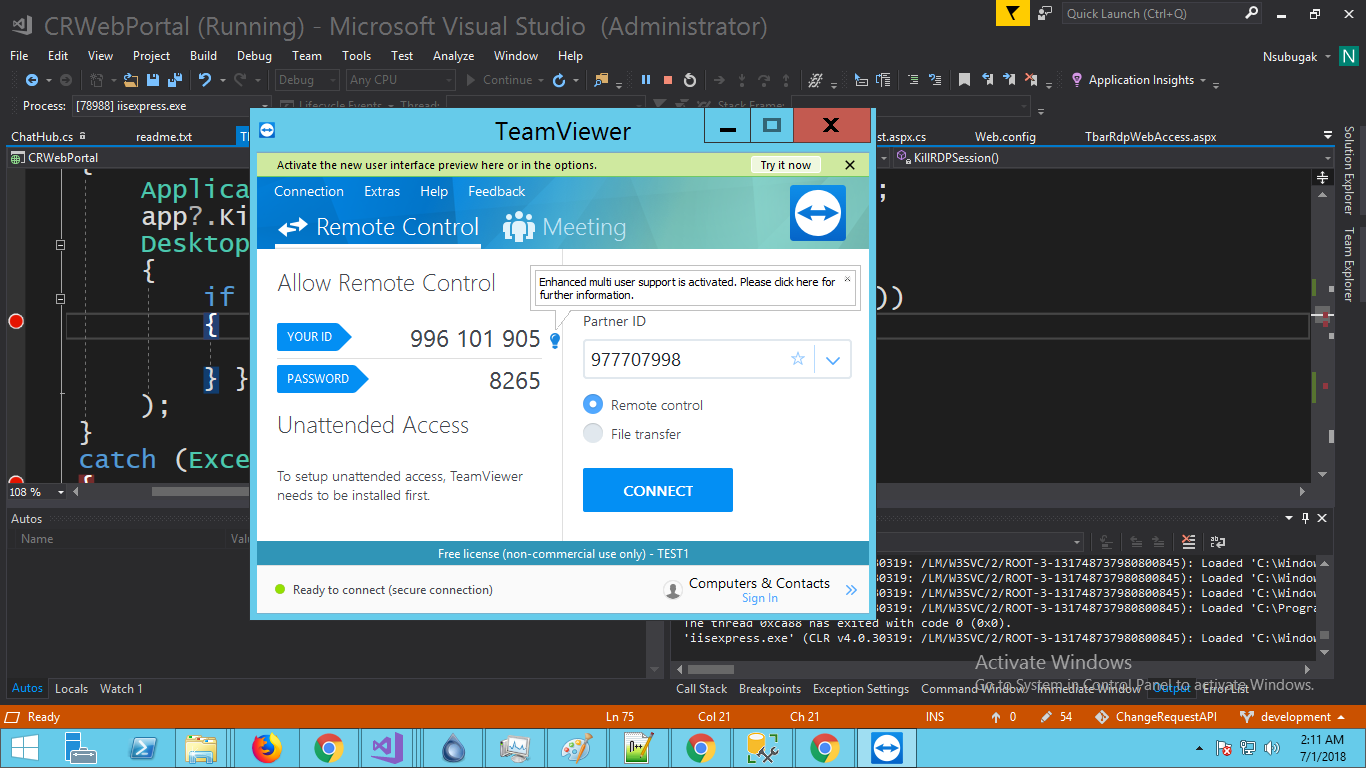 CRWebPortal (Running) - Microsoft Visual Studio (Administrator)
Quick Launch (Ctrl+Q)
File Edit View Project Build Debug Team Tools Test Analyze Window Help
Nsubugak N
Debug Any CPU Continue Application Insights
Process: [78988] iisexpress.exe Lifecycle Events Thread: Stack Frame:
ChatHub.cs readme.txt st.aspx.cs Web.config TbarRdpWebAccess.aspx
CRWebPortal KillRDPSession()
Solution Explorer
Team Explorer
{
Applica ;
app?.Ki
Desktop
{
if ))
{
} }
);
}
catch (Exce
{
108 %
TeamViewer
Activate the new user interface preview here or in the options. Try it now
Connection Extras Help Feedback
Remote Control Meeting
Allow Remote Control
Enhanced multi user support is activated. Please click here for
further information.
YOUR ID 996 101 905
PASSWORD 8265
Unattended Access
To setup unattended access, TeamViewer
needs to be installed first.
Partner ID
977707998
Remote control
File transfer
CONNECT
Free license (non-commercial use only) - TEST1
Ready to connect (secure connection)
Computers & Contacts
Sign In
Autos
Name
30319: /LM/W3SVC/2/ROOT-3-131748737980800845): Loaded 'C:\Window
30319: /LM/W3SVC/2/ROOT-3-131748737980800845): Loaded 'C:\Window
30319: /LM/W3SVC/2/ROOT-3-131748737980800845): Loaded 'C:\Window
30319: /LM/W3SVC/2/ROOT-3-131748737980800845): Loaded 'C:\Progra
The thread 0xca88 has exited with code 0 (0x0).
'iisexpress.exe' (CLR v4.0.30319: /LM/W3SVC/2/ROOT-3-131748737980800845): Loaded 'C:\Window
Activate Windows
Go to System in Control Panel to activate Windows.
Autos Locals Watch 1
Call Stack Breakpoints Exception Settings Command Window Immediate Window Output Error List
Ready Ln 75 Col 21 Ch 21 INS 0 54 ChangeRequestAPI development
2:11 AM
7/1/2018